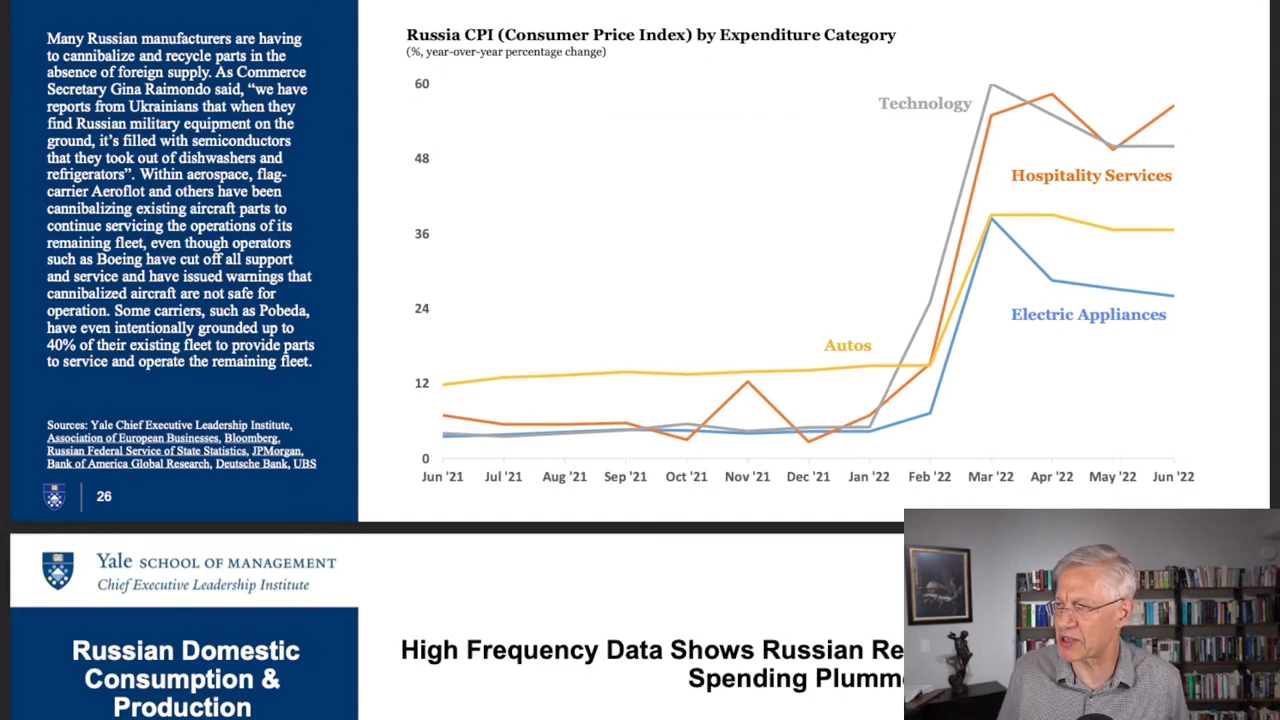 Many Russian manufacturers are having
to cannibalize and recycle parts in the
absence of foreign supply. As Commerce
Secretary Gina Raimondo said, “we have
reports from Ukrainians that when they
find Russian military equipment on the
ground, it’s filled with semiconductors
that they took out of dishwashers and
refrigerators”. Within aerospace, flag-
carrier Aeroflot and others have been
cannibalizing existing aircraft parts to
continue servicing the operations of its
remaining fleet, even though operators
such as Boeing have cut off all support
and service and have issued warnings that
cannibalized aircraft are not safe for
operation. Some carriers, such as Pobeda,
have even intentionally grounded up to
40% of their existing fleet to provide parts
to service and operate the remaining fleet.
Sources: Yale Chief Executive Leadership Institute,
Association of European Businesses, Bloomberg,
Russian Federal Service of State Statistics, JPMorgan,
Bank of America Global Research, Deutsche Bank, UBS
26
Russia CPI (Consumer Price Index) by Expenditure Category
(%, year-over-year percentage change)
60
48
36
24
12
0
Technology
Hospitality Services
Electric Appliances
Autos
Jun '21 Jul '21 Aug '21 Sep '21 Oct '21 Nov '21 Dec '21 Jan '22 Feb '22 Mar '22 Apr '22 May '22 Jun '22
Yale SCHOOL OF MANAGEMENT
Chief Executive Leadership Institute
Russian Domestic
Consumption &
Production
High Frequency Data Shows Russian Re
Spending Plumm